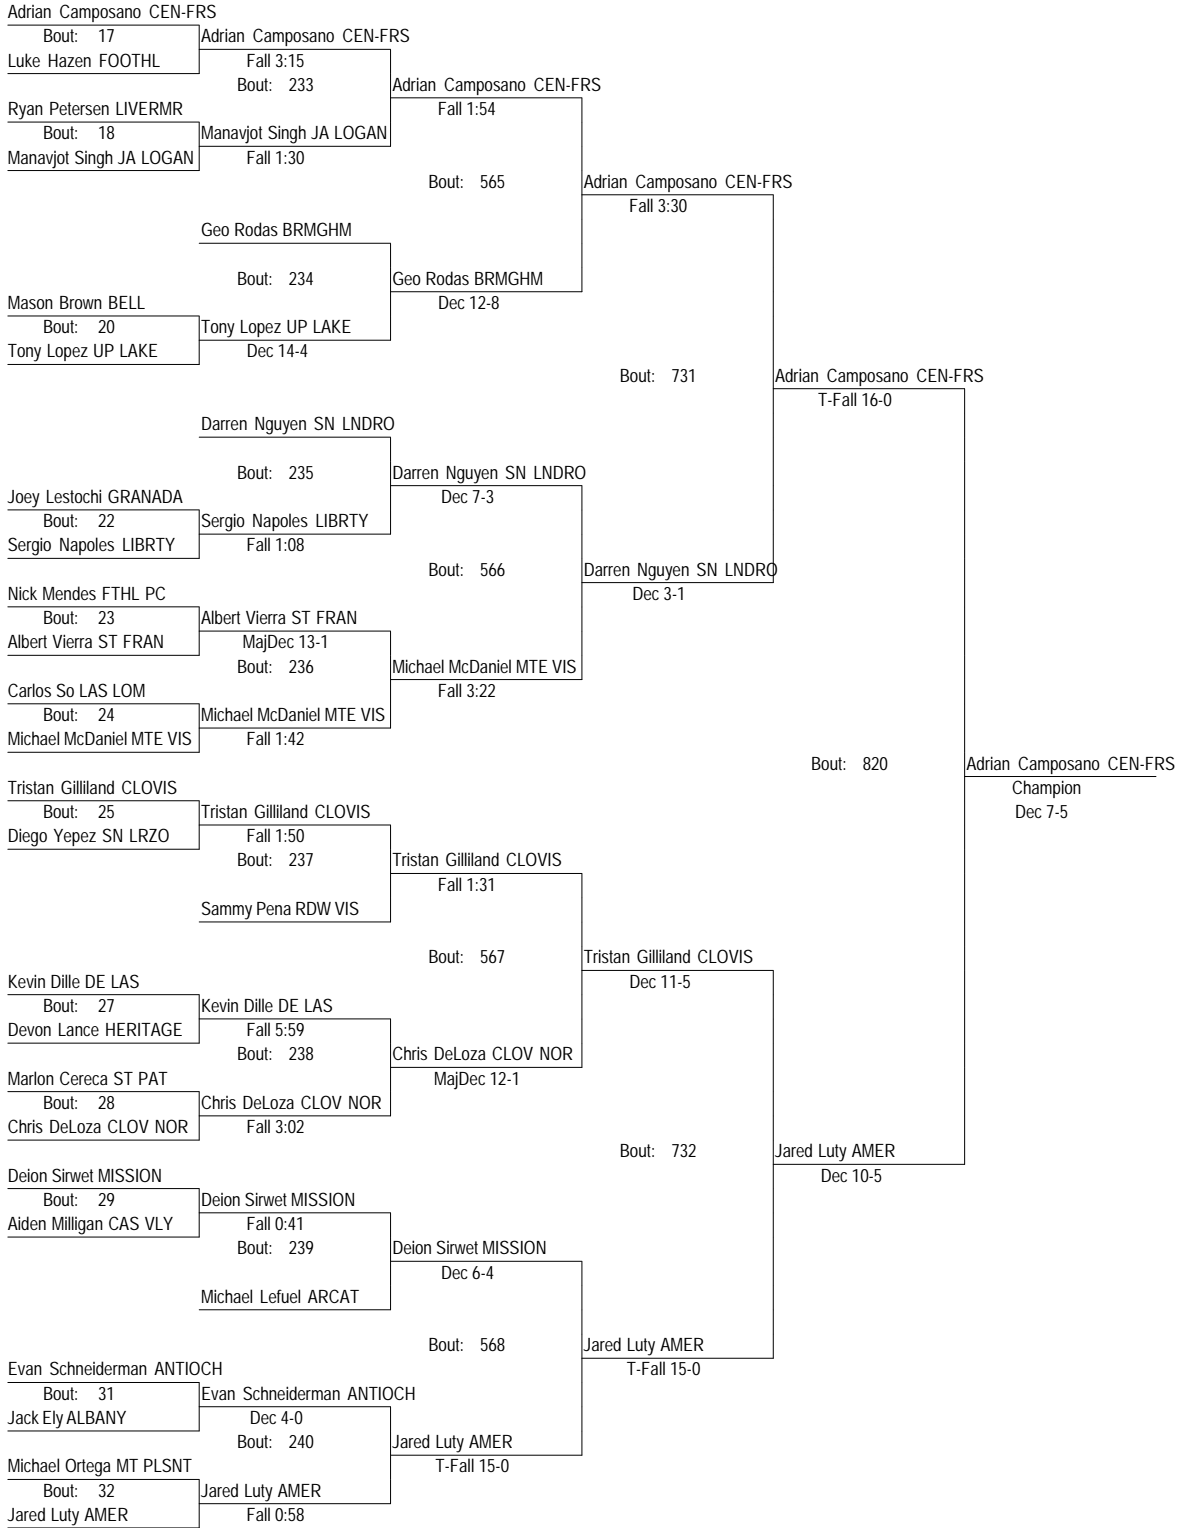 Adrian Camposano CEN-FRS
Bout: 17
Adrian Camposano CEN-FRS
Luke Hazen FOOTHL
Fall 3:15
Bout: 233
Adrian Camposano CEN-FRS
Ryan Petersen LIVERMR
Fall 1:54
Bout: 18
Manavjot Singh JA LOGAN
Manavjot Singh JA LOGAN
Fall 1:30
Bout: 565
Adrian Camposano CEN-FRS
Fall 3:30
Geo Rodas BRMGHM
Bout: 234
Geo Rodas BRMGHM
Mason Brown BELL
Dec 12-8
Bout: 20
Tony Lopez UP LAKE
Tony Lopez UP LAKE
Dec 14-4
Bout: 731
Adrian Camposano CEN-FRS
T-Fall 16-0
Darren Nguyen SN LNDRO
Bout: 235
Darren Nguyen SN LNDRO
Joey Lestochi GRANADA
Dec 7-3
Bout: 22
Sergio Napoles LIBRTY
Sergio Napoles LIBRTY
Fall 1:08
Bout: 566
Darren Nguyen SN LNDRO
Nick Mendes FTHL PC
Dec 3-1
Bout: 23
Albert Vierra ST FRAN
Albert Vierra ST FRAN
MajDec 13-1
Bout: 236
Michael McDaniel MTE VIS
Carlos So LAS LOM
Fall 3:22
Bout: 24
Michael McDaniel MTE VIS
Michael McDaniel MTE VIS
Fall 1:42
Bout: 820
Adrian Camposano CEN-FRS
Tristan Gilliland CLOVIS
Champion
Bout: 25
Tristan Gilliland CLOVIS
Dec 7-5
Diego Yepez SN LRZO
Fall 1:50
Bout: 237
Tristan Gilliland CLOVIS
Fall 1:31
Sammy Pena RDW VIS
Bout: 567
Tristan Gilliland CLOVIS
Kevin Dille DE LAS
Dec 11-5
Bout: 27
Kevin Dille DE LAS
Devon Lance HERITAGE
Fall 5:59
Bout: 238
Chris DeLoza CLOV NOR
Marlon Cereca ST PAT
MajDec 12-1
Bout: 28
Chris DeLoza CLOV NOR
Chris DeLoza CLOV NOR
Fall 3:02
Bout: 732
Jared Luty AMER
Deion Sirwet MISSION
Dec 10-5
Bout: 29
Deion Sirwet MISSION
Aiden Milligan CAS VLY
Fall 0:41
Bout: 239
Deion Sirwet MISSION
Dec 6-4
Michael Lefuel ARCAT
Bout: 568
Jared Luty AMER
Evan Schneiderman ANTIOCH
T-Fall 15-0
Bout: 31
Evan Schneiderman ANTIOCH
Jack Ely ALBANY
Dec 4-0
Bout: 240
Jared Luty AMER
Michael Ortega MT PLSNT
T-Fall 15-0
Bout: 32
Jared Luty AMER
Jared Luty AMER
Fall 0:58